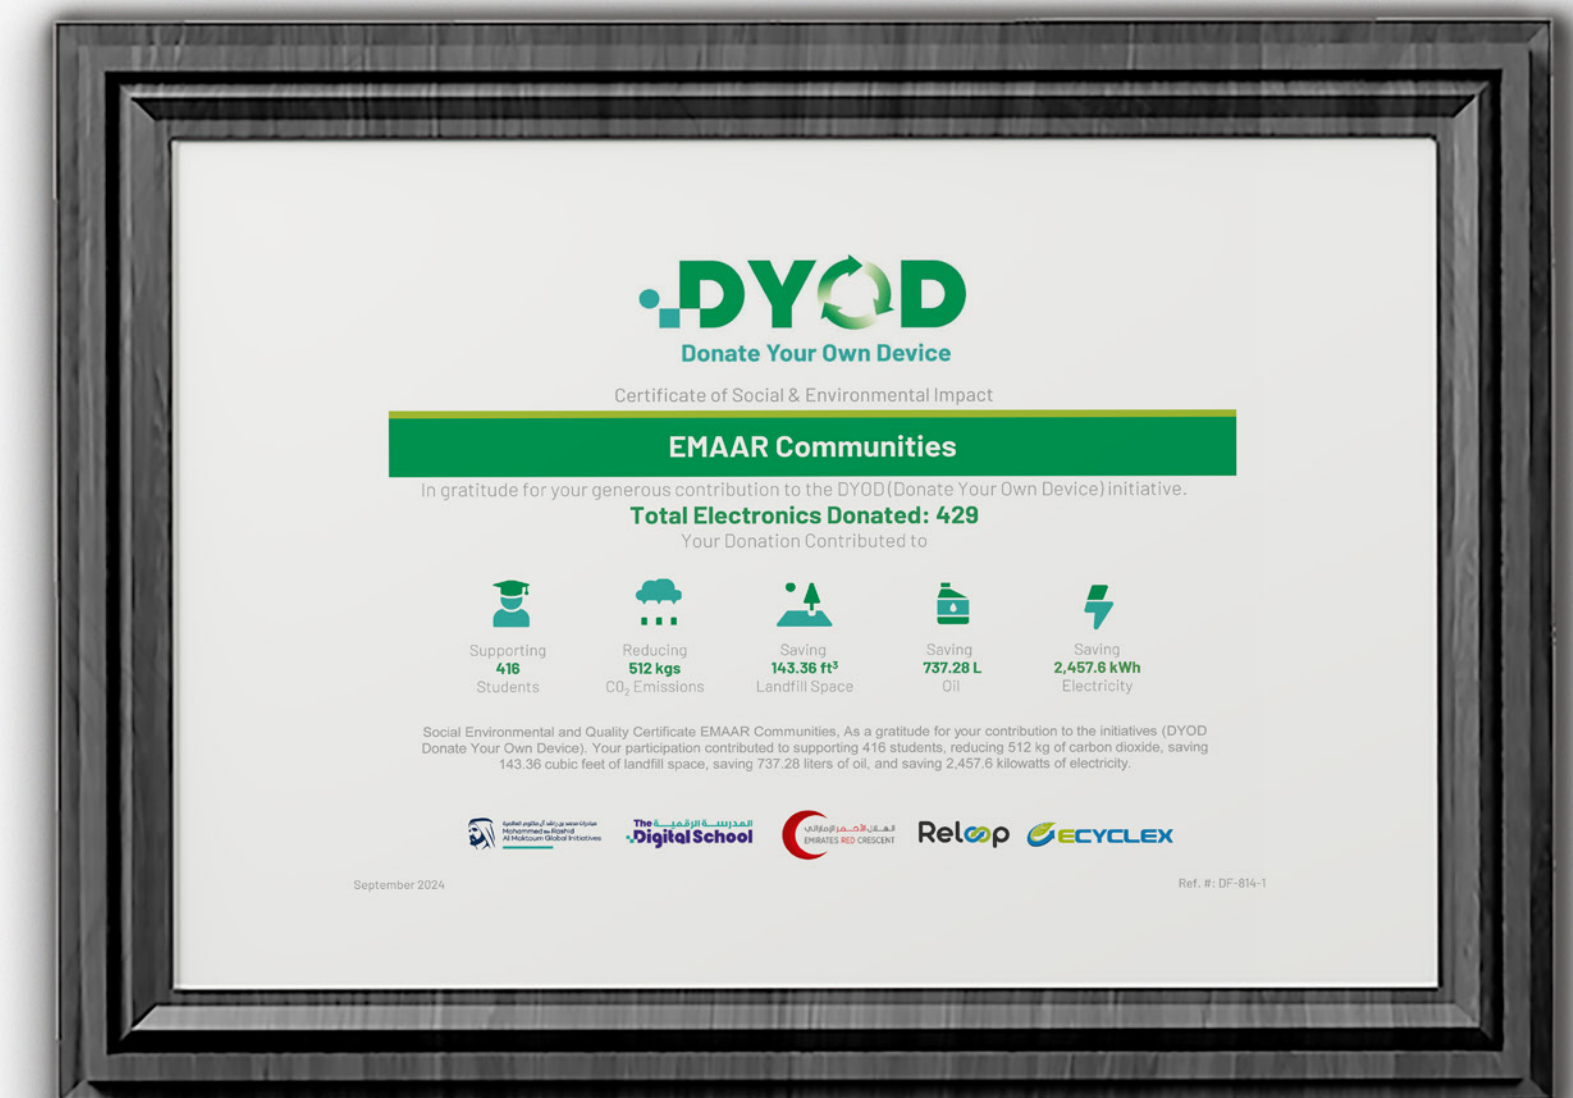 DYOD
Donate Your Own Device
Certificate of Social & Environmental Impact
EMAAR Communities
In gratitude for your generous contribution to the DYOD (Donate Your Own Device) initiative.
Total Electronics Donated: 429
Your Donation Contributed to
Supporting
416
Students
Reducing
512 kgs
CO₂ Emissions
Saving
143.36 ft³
Landfill Space
Saving
737.28 L
Oil
Saving
2,457.6 kWh
Electricity
Social Environmental and Quality Certificate EMAAR Communities, As a gratitude for your contribution to the initiatives (DYOD
Donate Your Own Device). Your participation contributed to supporting 416 students, reducing 512 kg of carbon dioxide, saving
143.36 cubic feet of landfill space, saving 737.28 liters of oil, and saving 2,457.6 kilowatts of electricity.
مبادرات محمد بن راشد آل مكتوم العالمية
Mohammed Bin Rashid
Al Maktoum Global Initiatives
The المدرسة الرقمية
Digital School
الهلال الأحمر الإماراتي
EMIRATES RED CRESCENT
Reloop
ECYCLEX
September 2024
Ref. #: DF-814-1